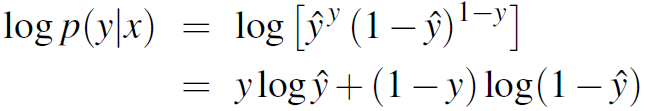 log p(y|x) = log [ŷ^y (1 − ŷ)^{1−y}]
= y log ŷ + (1 − y) log(1 − ŷ)